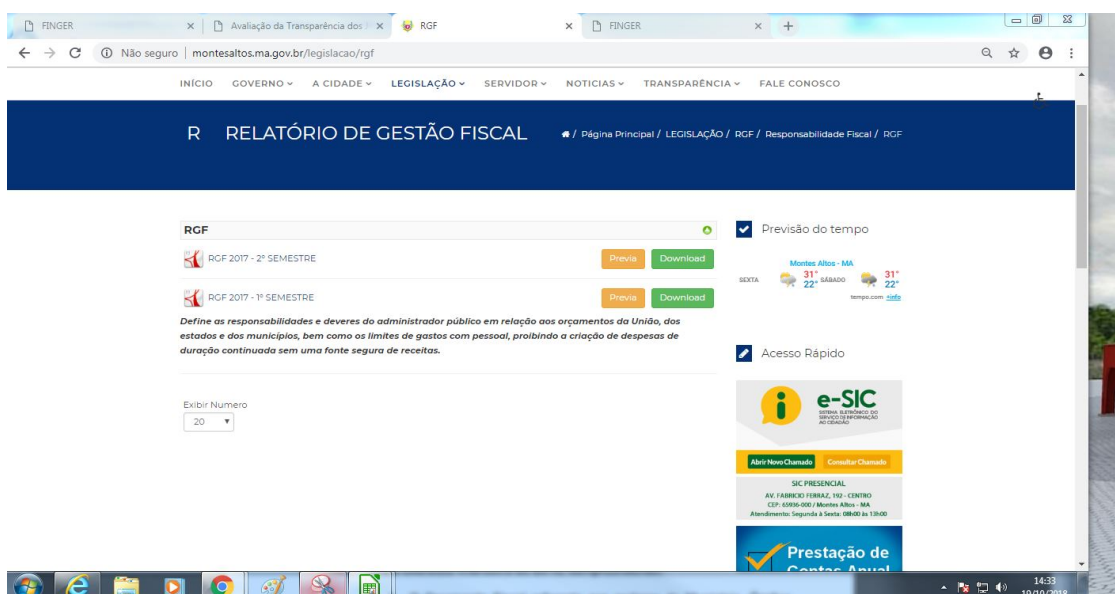 FINGER
Avaliação da Transparência dos
RGF
FINGER
Não seguro | montesaltos.ma.gov.br/legislacao/rgf
INÍCIO GOVERNO A CIDADE LEGISLAÇÃO SERVIDOR NOTICIAS TRANSPARÊNCIA FALE CONOSCO
R RELATÓRIO DE GESTÃO FISCAL
/ Página Principal / LEGISLAÇÃO / RGF / Responsabilidade Fiscal / RGF
RGF
RGF 2017 - 2º SEMESTRE Previa Download
RGF 2017 - 1º SEMESTRE Previa Download
Define as responsabilidades e deveres do administrador público em relação aos orçamentos da União, dos
estados e dos municípios, bem como os limites de gastos com pessoal, proibindo a criação de despesas de
duração continuada sem uma fonte segura de receitas.
Exibir Numero
20
Previsão do tempo
Montes Altos - MA
SEXTA 31° 22° SÁBADO 31° 22°
tempo.com +info
Acesso Rápido
e-SIC
SISTEMA ELETRÔNICO DO
SERVIÇO DE INFORMAÇÃO
AO CIDADÃO
Abrir Novo Chamado Consultar Chamado
SIC PRESENCIAL
AV. FABRICIO FERRAZ, 192 - CENTRO
CEP: 65936-000 / Montes Altos - MA
Atendimento: Segunda à Sexta: 08h00 às 13h00
Prestação de
Contas Anual
14:33
19/10/2018